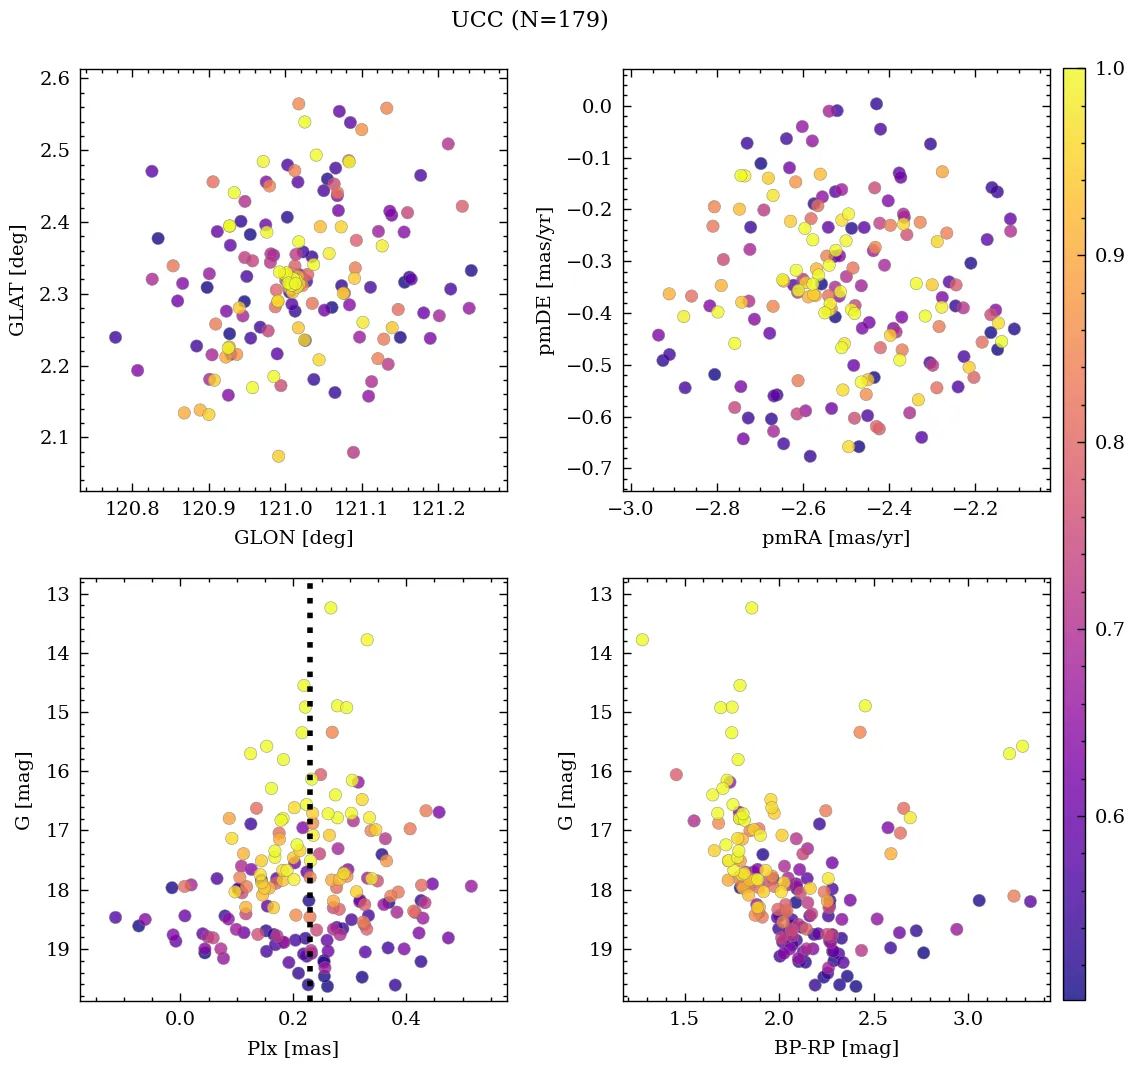 UCC (N=179)
2.6
2.5
2.4
2.3
2.2
2.1
GLAT [deg]
120.8 120.9 121.0 121.1 121.2
GLON [deg]
0.0
−0.1
−0.2
−0.3
−0.4
−0.5
−0.6
−0.7
pmDE [mas/yr]
−3.0 −2.8 −2.6 −2.4 −2.2
pmRA [mas/yr]
1.0
0.9
0.8
0.7
0.6
13
14
15
16
17
18
19
G [mag]
0.0 0.2 0.4
Plx [mas]
13
14
15
16
17
18
19
G [mag]
1.5 2.0 2.5 3.0
BP-RP [mag]